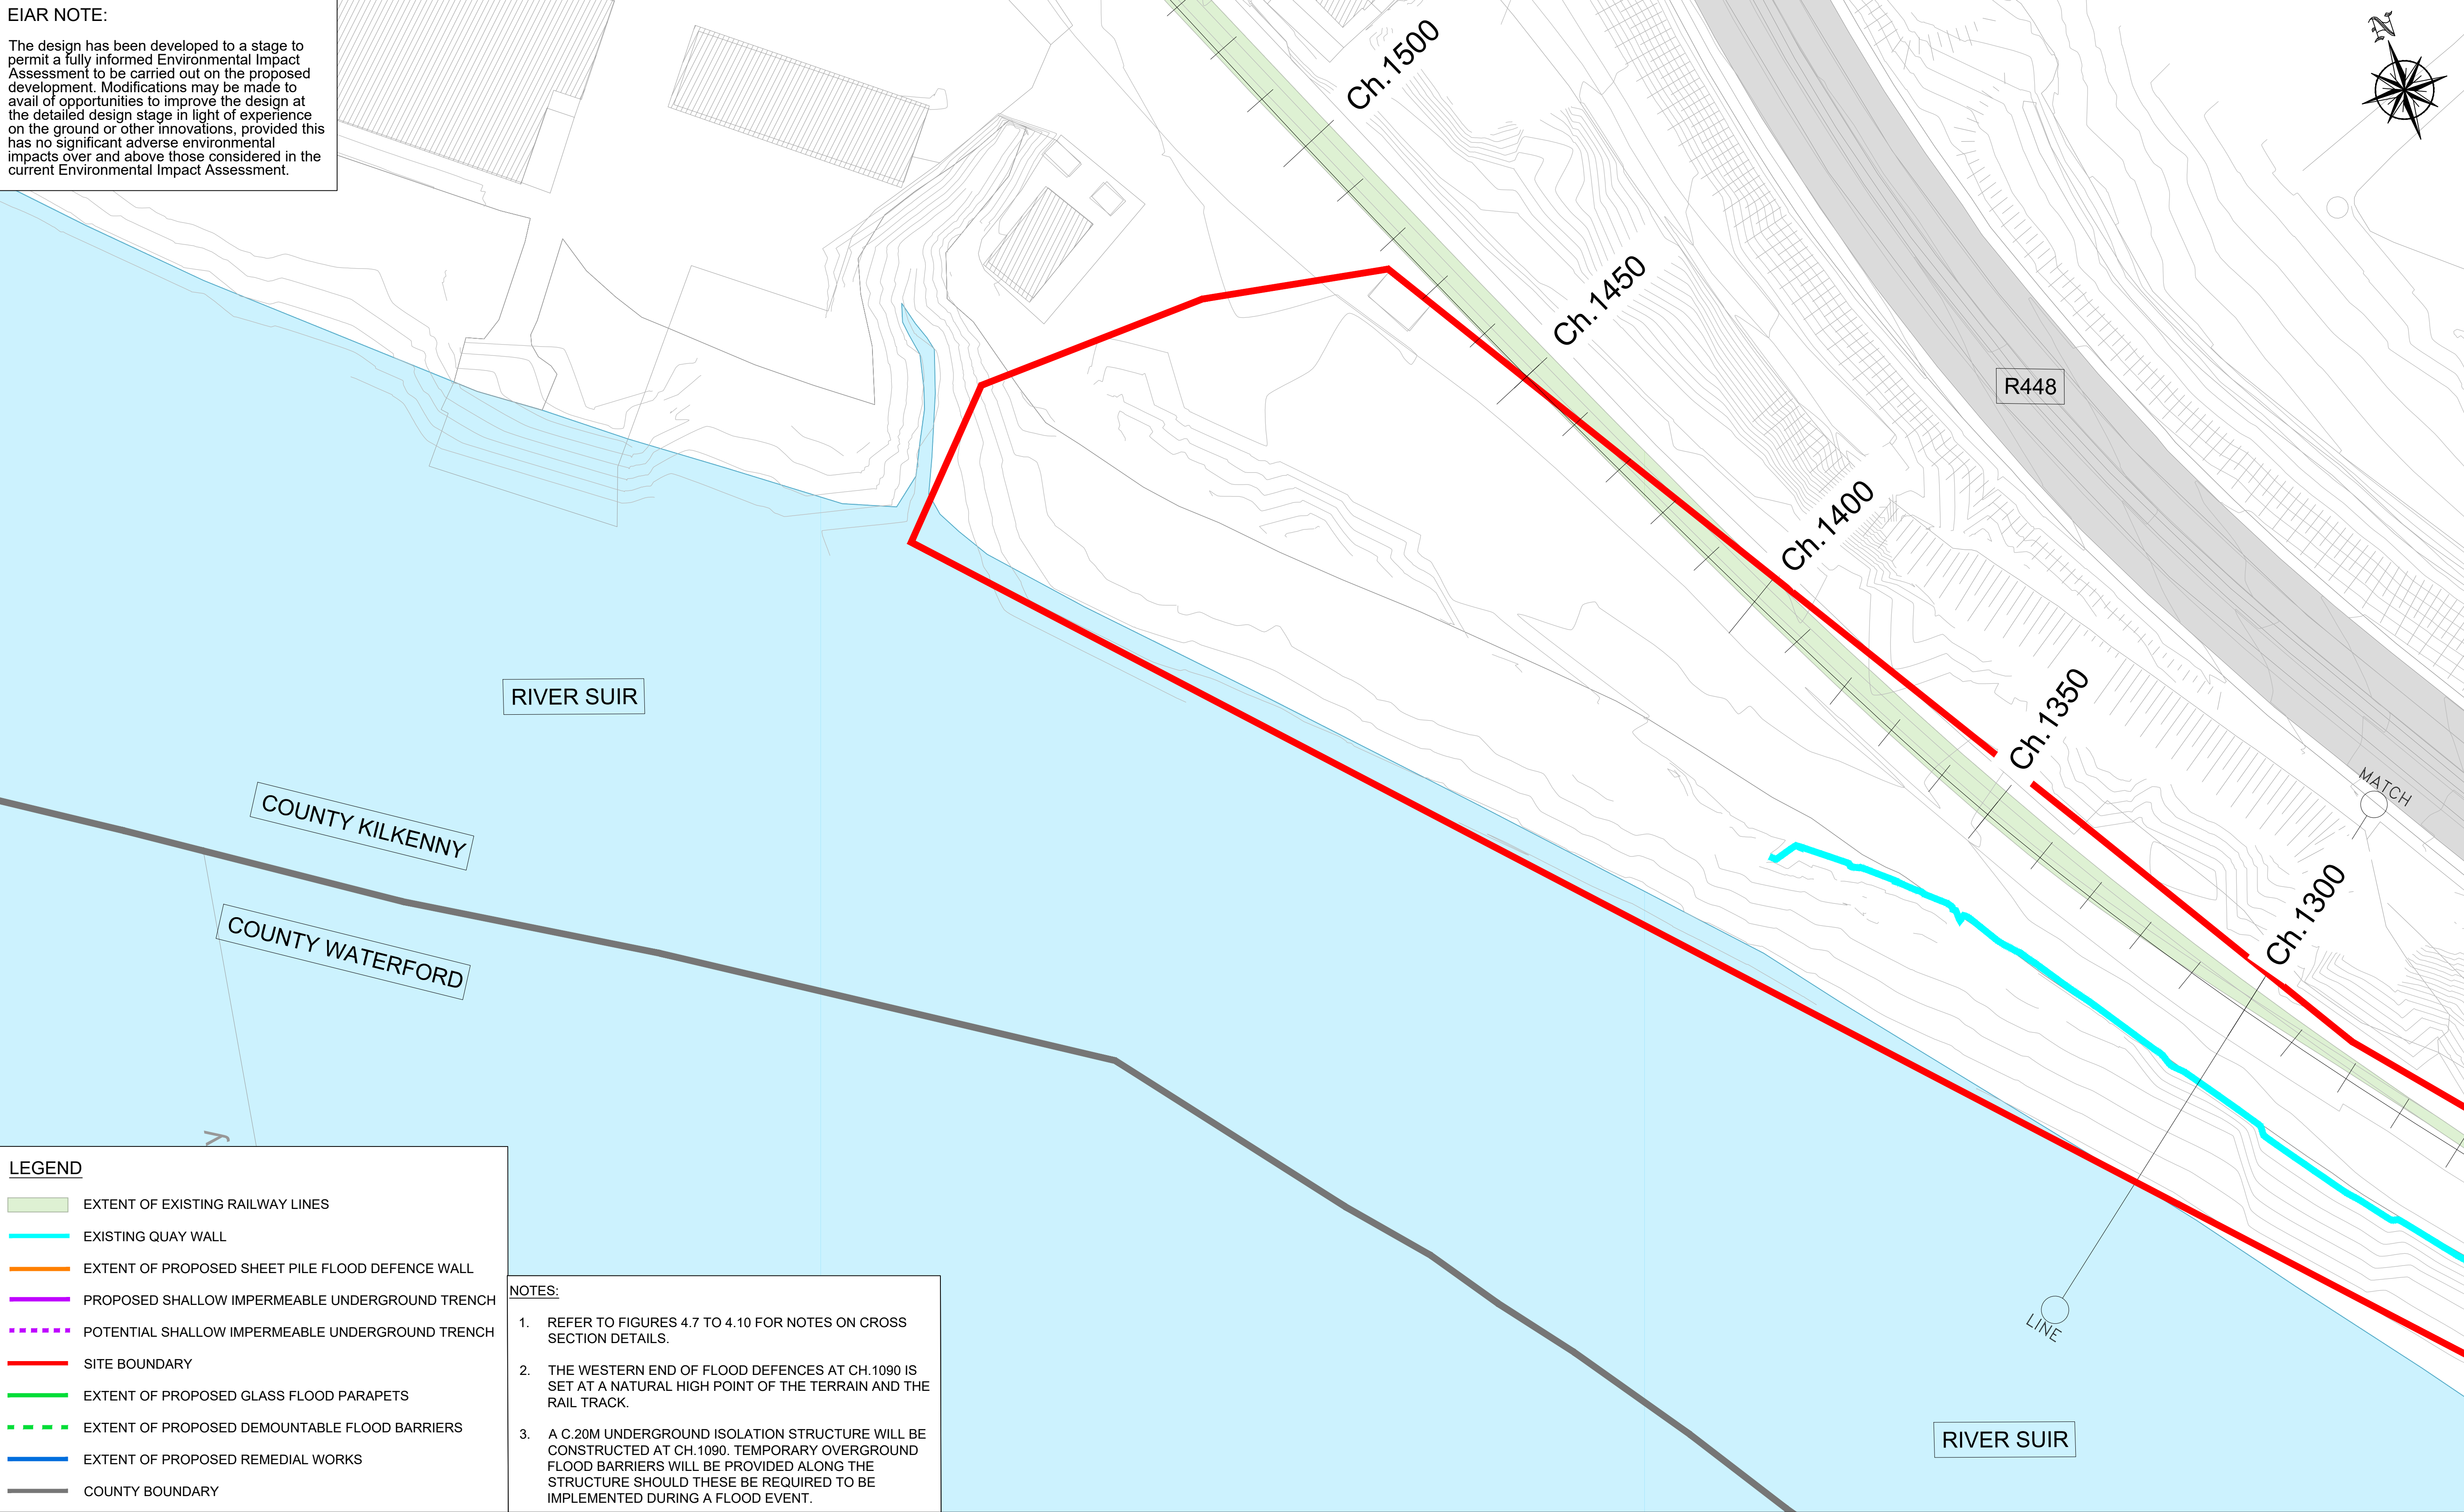 EIAR NOTE:
The design has been developed to a stage to
permit a fully informed Environmental Impact
Assessment to be carried out on the proposed
development. Modifications may be made to
avail of opportunities to improve the design at
the detailed design stage in light of experience
on the ground or other innovations, provided this
has no significant adverse environmental
impacts over and above those considered in the
current Environmental Impact Assessment.
N
Ch. 1500
Ch. 1450
R448
Ch. 1400
Ch. 1350
MATCH
Ch. 1300
RIVER SUIR
COUNTY KILKENNY
COUNTY WATERFORD
y
LINE
RIVER SUIR
LEGEND
EXTENT OF EXISTING RAILWAY LINES
EXISTING QUAY WALL
EXTENT OF PROPOSED SHEET PILE FLOOD DEFENCE WALL
PROPOSED SHALLOW IMPERMEABLE UNDERGROUND TRENCH
POTENTIAL SHALLOW IMPERMEABLE UNDERGROUND TRENCH
SITE BOUNDARY
EXTENT OF PROPOSED GLASS FLOOD PARAPETS
EXTENT OF PROPOSED DEMOUNTABLE FLOOD BARRIERS
EXTENT OF PROPOSED REMEDIAL WORKS
COUNTY BOUNDARY
NOTES:
1. REFER TO FIGURES 4.7 TO 4.10 FOR NOTES ON CROSS
SECTION DETAILS.
2. THE WESTERN END OF FLOOD DEFENCES AT CH.1090 IS
SET AT A NATURAL HIGH POINT OF THE TERRAIN AND THE
RAIL TRACK.
3. A C.20M UNDERGROUND ISOLATION STRUCTURE WILL BE
CONSTRUCTED AT CH.1090. TEMPORARY OVERGROUND
FLOOD BARRIERS WILL BE PROVIDED ALONG THE
STRUCTURE SHOULD THESE BE REQUIRED TO BE
IMPLEMENTED DURING A FLOOD EVENT.